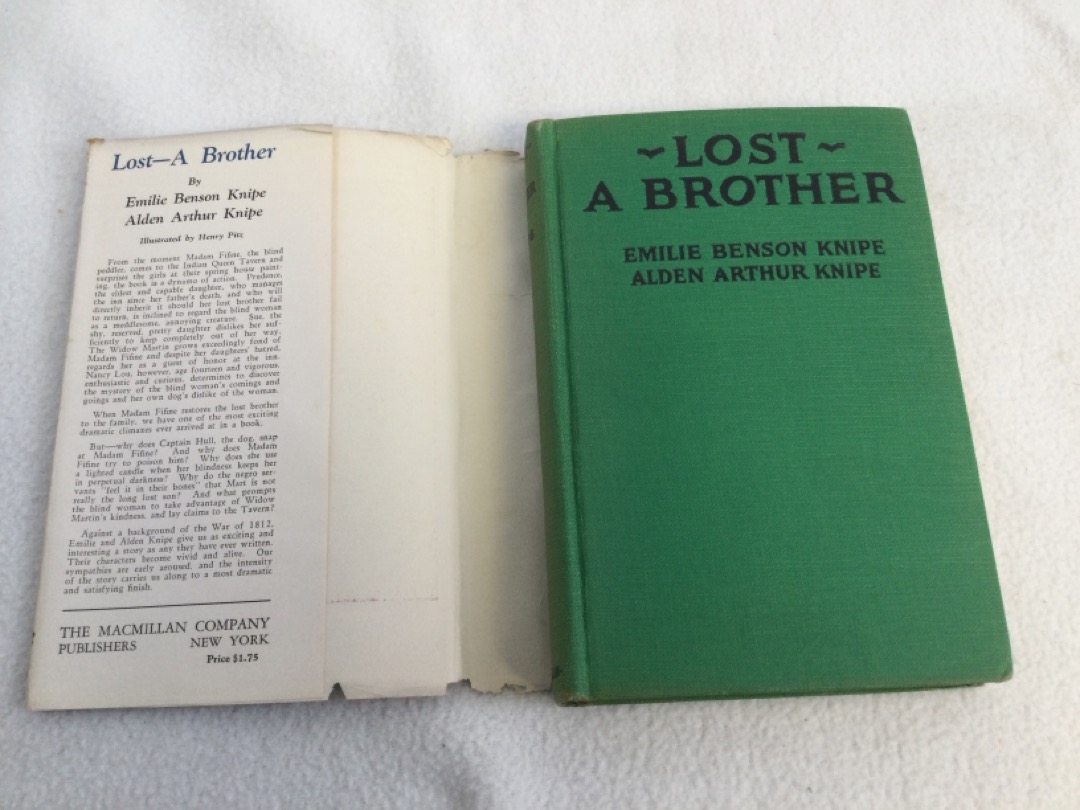 Lost—A Brother
By
Emilie Benson Knipe
Alden Arthur Knipe
Illustrated by Henry Pitz
From the moment Madam Fifine, the blind
peddler, comes to the Indian Queen Tavern and
surprises the girls at their spring house paint-
ing, the book is a dynamo of action. Prudence,
the eldest and capable daughter, who manages
the inn since her father's death, and who will
directly inherit it should her lost brother fail
to return, is inclined to regard the blind woman
as a meddlesome, annoying creature. Sue, the
shy, reserved, pretty daughter dislikes her suf-
ficiently to keep completely out of her way.
The Widow Martin grows exceedingly fond of
Madam Fifine and despite her daughters' hatred,
regards her as a guest of honor at the inn.
Nancy Lou, however, age fourteen and vigorous,
enthusiastic and curious, determines to discover
the mystery of the blind woman's comings and
goings and her own dog's dislike of the woman.
When Madam Fifine restores the lost brother
to the family, we have one of the most exciting
dramatic climaxes ever arrived at in a book.
But—why does Captain Hull, the dog, snap
at Madam Fifine? And why does Madam
Fifine try to poison him? Why does she use
a lighted candle when her blindness keeps her
in perpetual darkness? Why do the negro ser-
vants "feel it in their bones" that Mart is not
really the long lost son? And what prompts
the blind woman to take advantage of Widow
Martin's kindness, and lay claims to the Tavern?
Against a background of the War of 1812,
Emilie and Alden Knipe give us as exciting and
interesting a story as any they have ever written.
Their characters become vivid and alive. Our
sympathies are early aroused, and the intensity
of the story carries us along to a most dramatic
and satisfying finish.
THE MACMILLAN COMPANY
PUBLISHERS NEW YORK
Price $1.75
~LOST~
A BROTHER
EMILIE BENSON KNIPE
ALDEN ARTHUR KNIPE